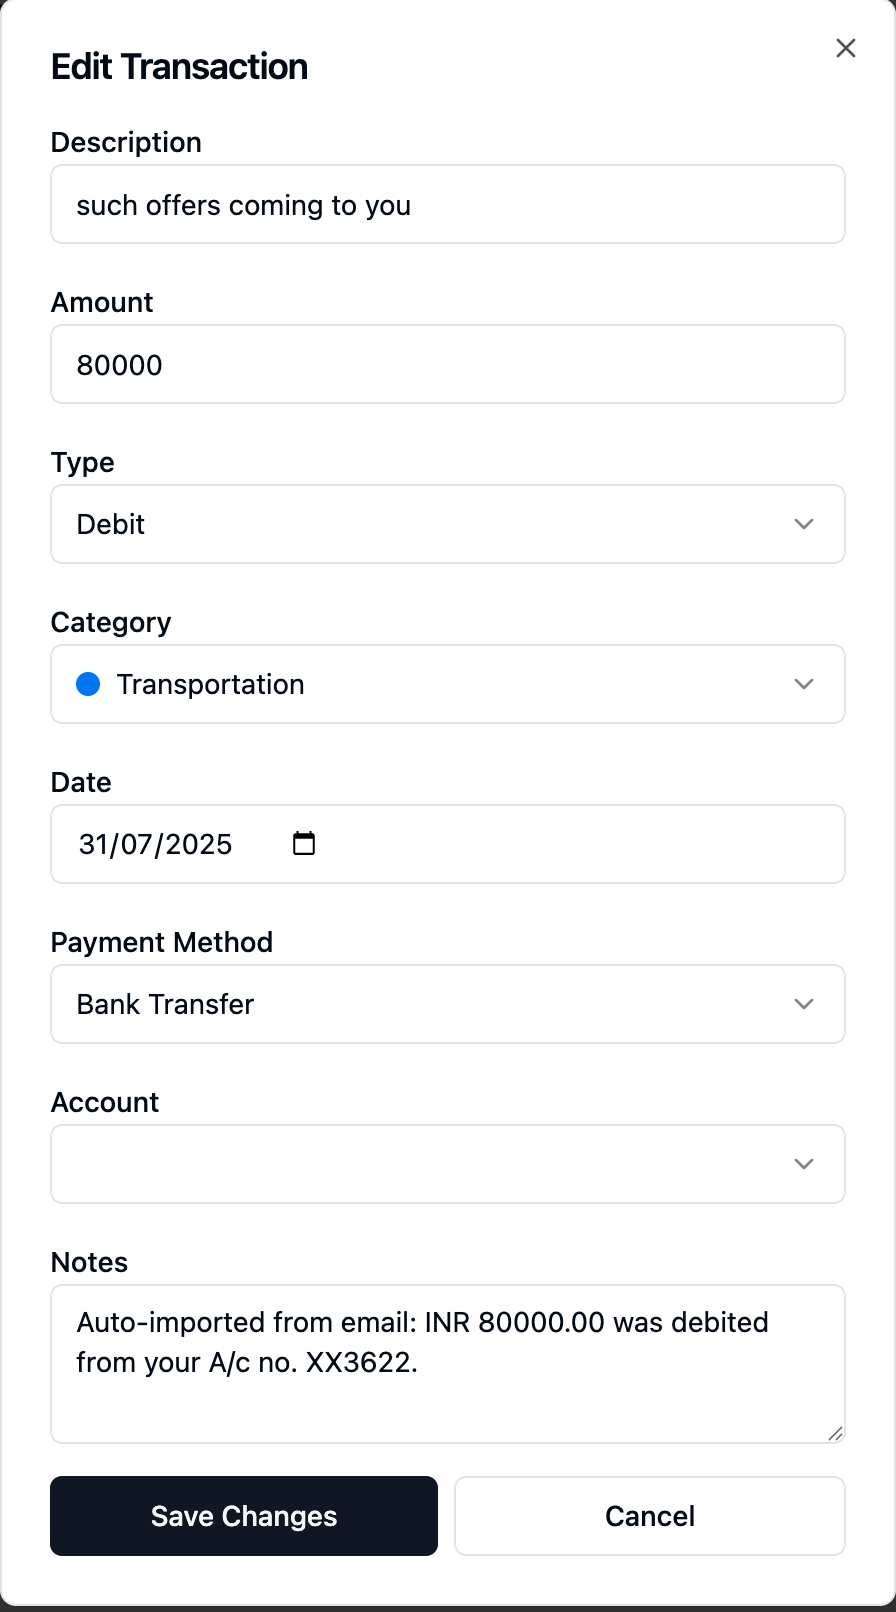 Edit Transaction
Description
such offers coming to you
Amount
80000
Type
Debit
Category
Transportation
Date
31/07/2025
Payment Method
Bank Transfer
Account
Notes
Auto-imported from email: INR 80000.00 was debited
from your A/c no. XX3622.
Save Changes
Cancel